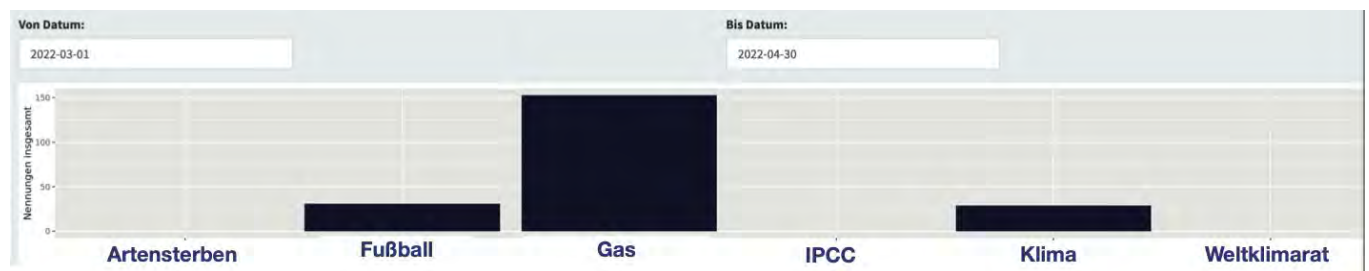 Von Datum:
Bis Datum:
2022-03-01
2022-04-30
Nennungen insgesamt
150
100
50
0
Artensterben
Fußball
Gas
IPCC
Klima
Weltklimarat